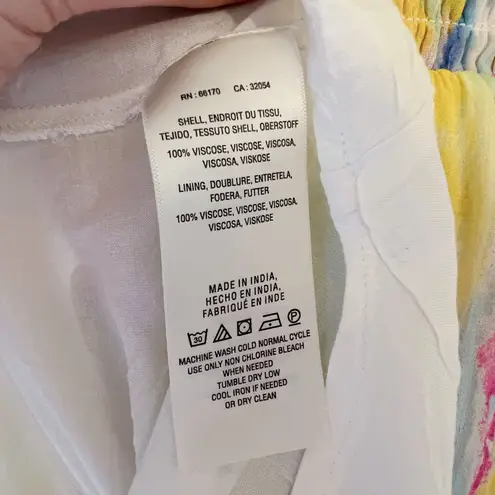 RN : 66170 CA : 32054
SHELL, ENDROIT DU TISSU,
TEJIDO, TESSUTO SHELL, OBERSTOFF
100% VISCOSE, VISCOSE, VISCOSA,
VISCOSA, VISKOSE
LINING, DOUBLURE, ENTRETELA,
FODERA, FUTTER
100% VISCOSE, VISCOSE, VISCOSA,
VISCOSA, VISKOSE
MADE IN INDIA,
HECHO EN INDIA,
FABRIQUÉ EN INDE
30 P
MACHINE WASH COLD NORMAL CYCLE
USE ONLY NON CHLORINE BLEACH
WHEN NEEDED
TUMBLE DRY LOW
COOL IRON IF NEEDED
OR DRY CLEAN